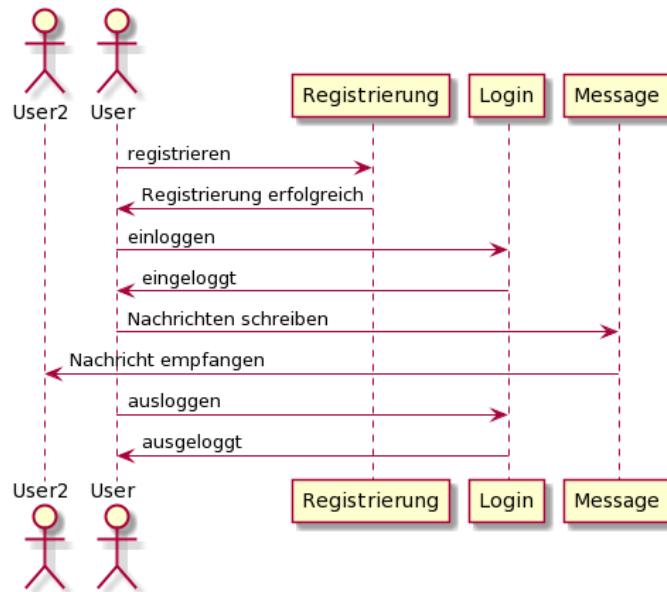 User2
User
Registrierung
Login
Message
registrieren
Registrierung erfolgreich
einloggen
eingeloggt
Nachrichten schreiben
Nachricht empfangen
ausloggen
ausgeloggt
User2
User
Registrierung
Login
Message